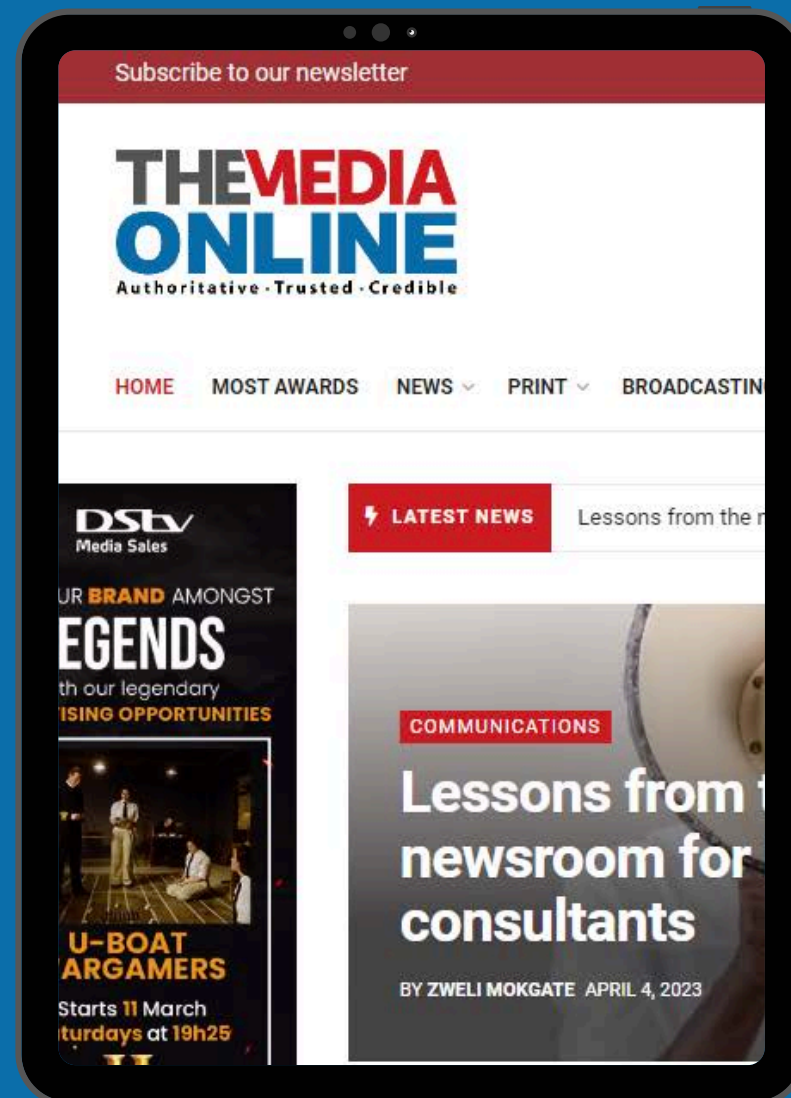 Subscribe to our newsletter
THEMEDIA
ONLINE
Authoritative · Trusted · Credible
HOME MOST AWARDS NEWS PRINT BROADCASTING
DStv
Media Sales
UR BRAND AMONGST
EGENDS
th our legendary
ISING OPPORTUNITIES
U-BOAT
ARGAMERS
Starts 11 March
turdays at 19h25
LATEST NEWS Lessons from the
COMMUNICATIONS
Lessons from
newsroom for
consultants
BY ZWELI MOKGATE APRIL 4, 2023